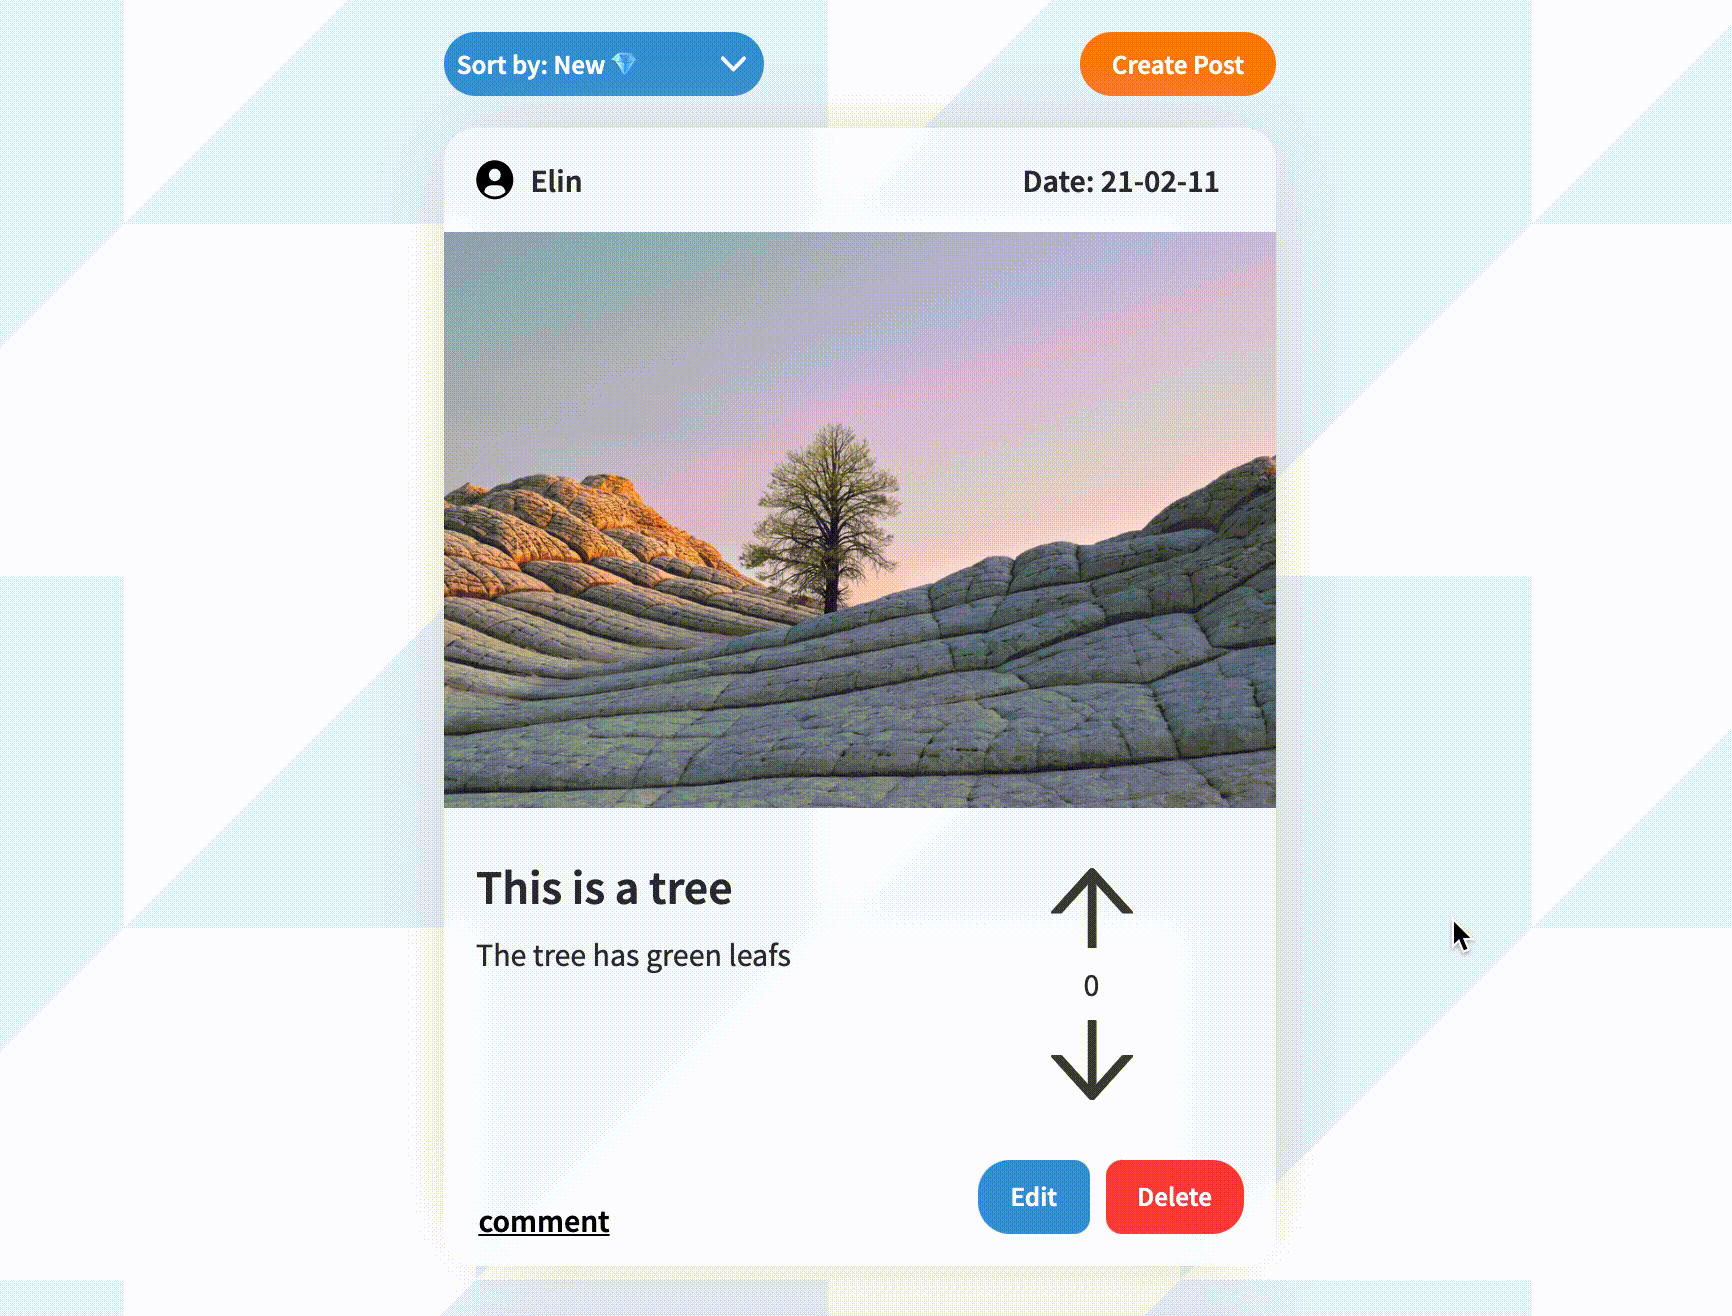 Sort by: New 💎
Create Post
Elin
Date: 21-02-11
This is a tree
The tree has green leafs
0
Edit
Delete
comment